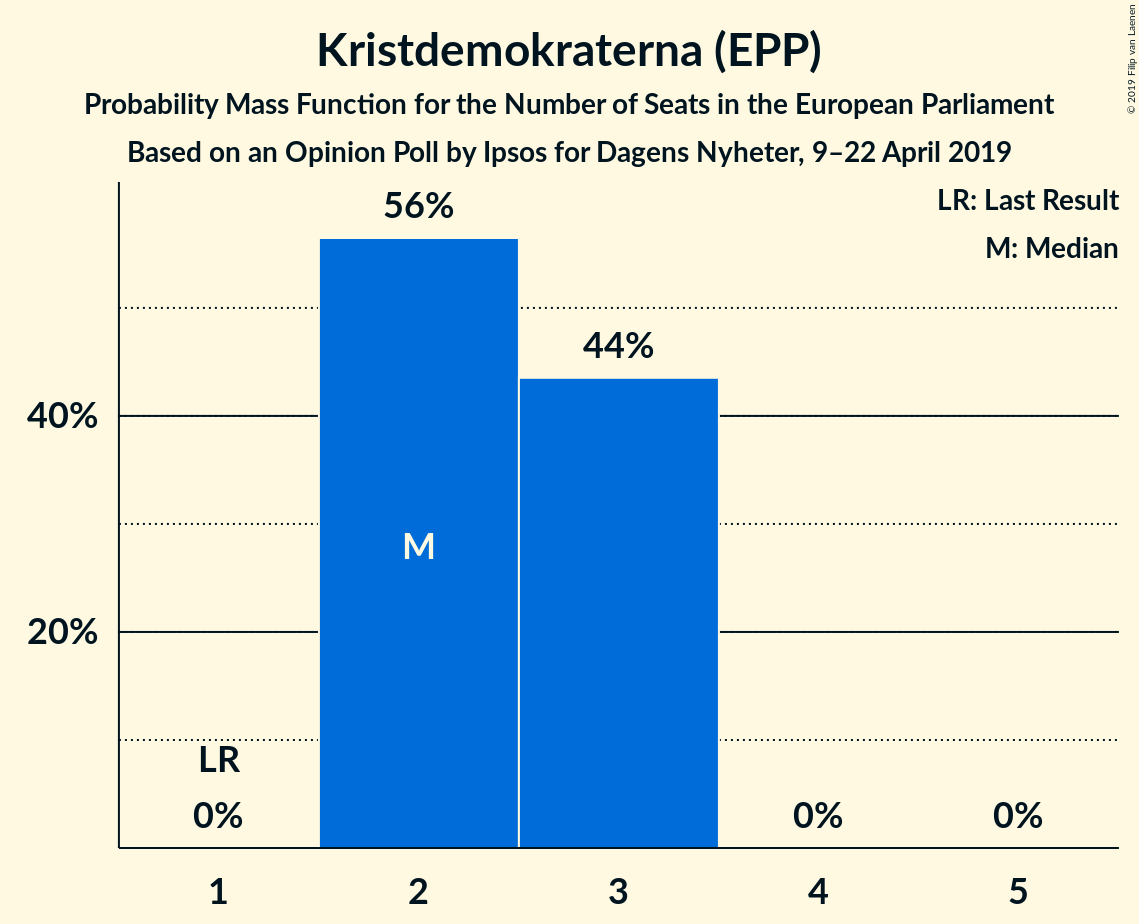 Kristdemokraterna (EPP)
Probability Mass Function for the Number of Seats in the European Parliament
Based on an Opinion Poll by Ipsos for Dagens Nyheter, 9–22 April 2019
© 2019 Filip van Laenen
LR: Last Result
M: Median
56%
44%
40%
M
20%
LR
0%
0%
0%
1
2
3
4
5